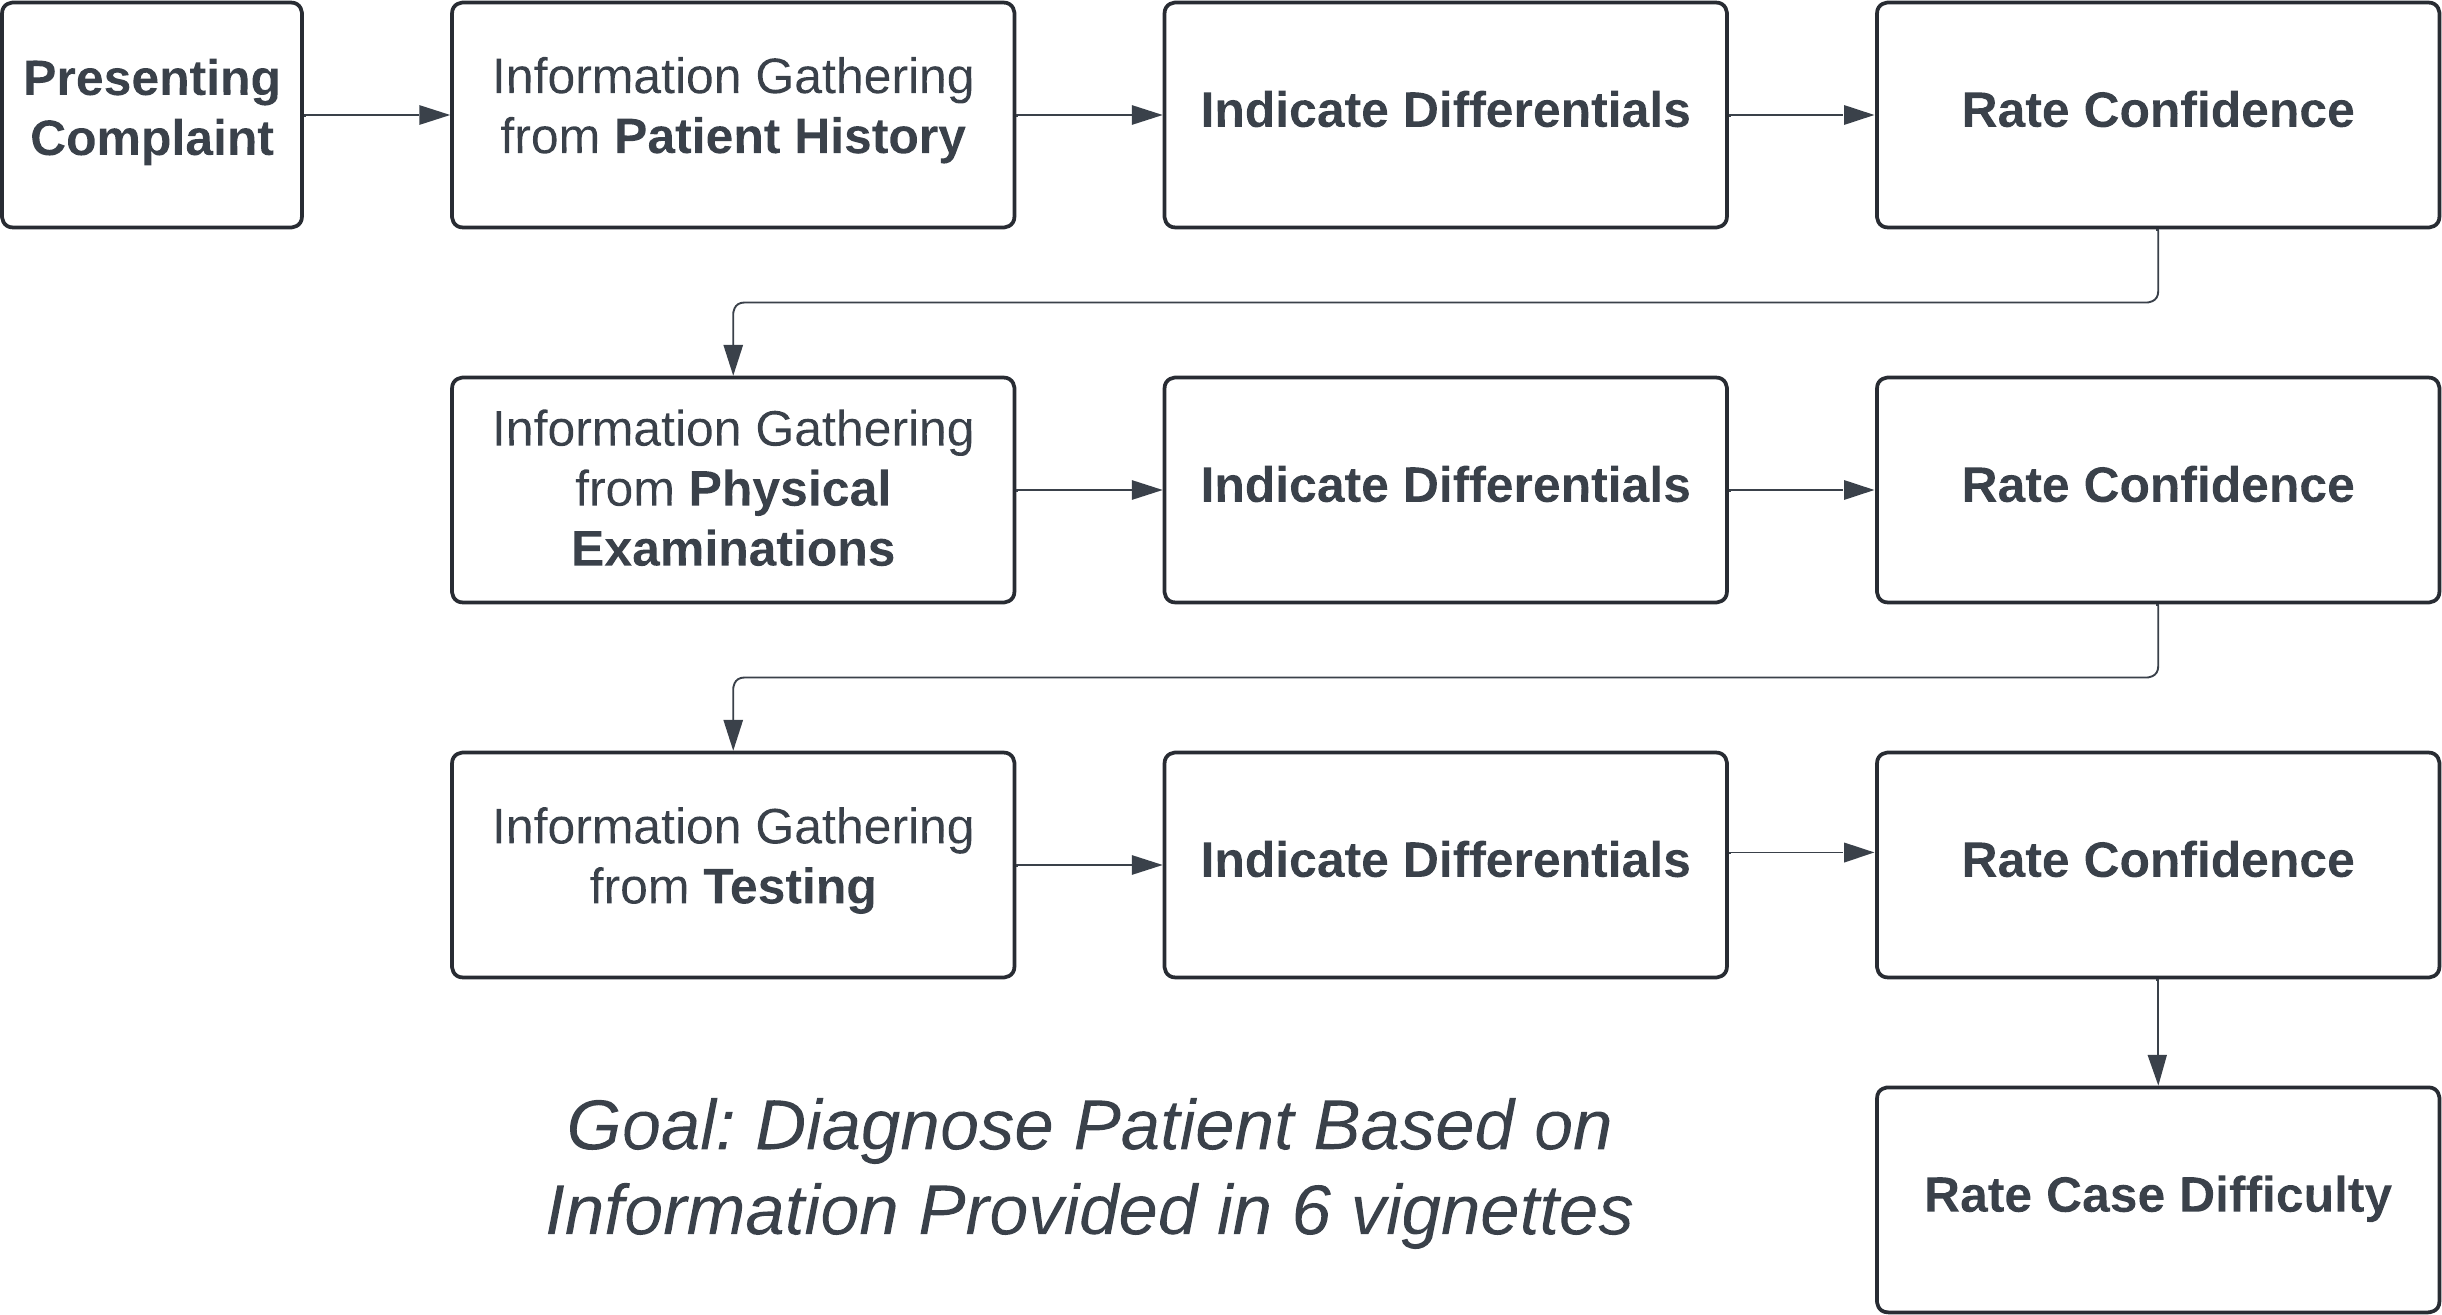 Presenting
Complaint
Information Gathering
from Patient History
Indicate Differentials
Rate Confidence
Information Gathering
from Physical
Examinations
Indicate Differentials
Rate Confidence
Information Gathering
from Testing
Indicate Differentials
Rate Confidence
Goal: Diagnose Patient Based on
Information Provided in 6 vignettes
Rate Case Difficulty